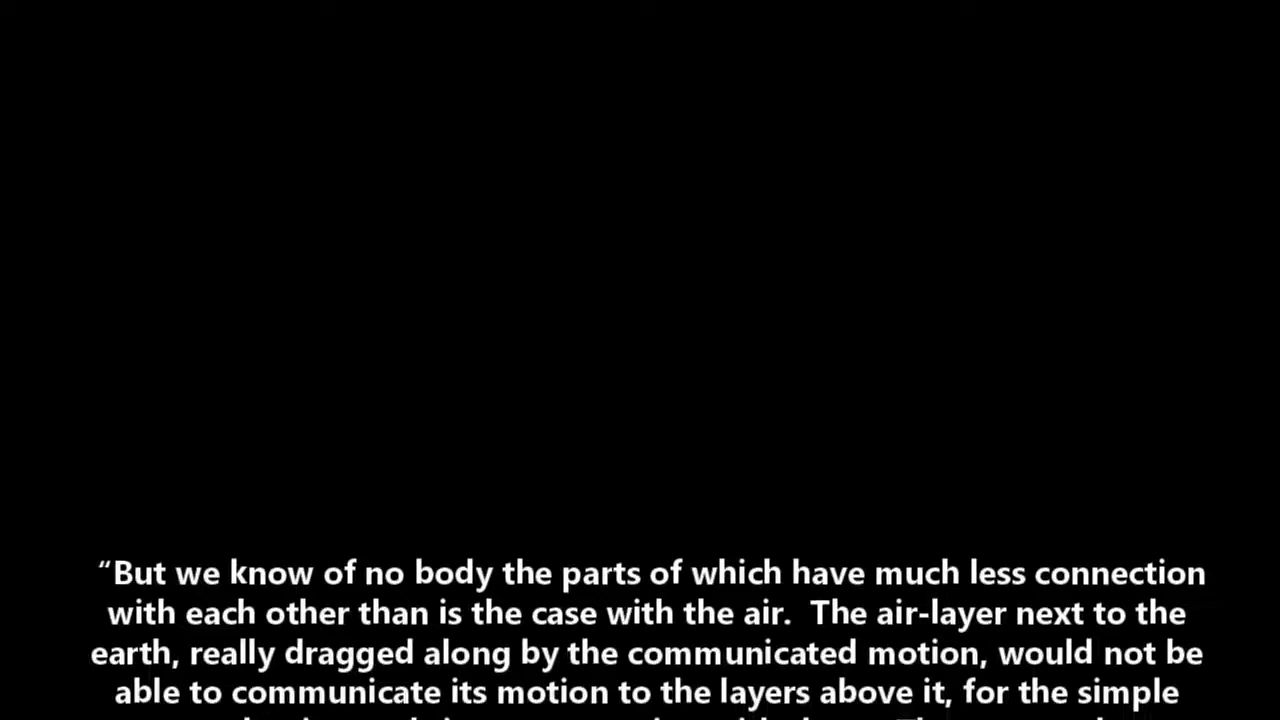 “But we know of no body the parts of which have much less connection
with each other than is the case with the air.  The air-layer next to the
earth, really dragged along by the communicated motion, would not be
able to communicate its motion to the layers above it, for the simple